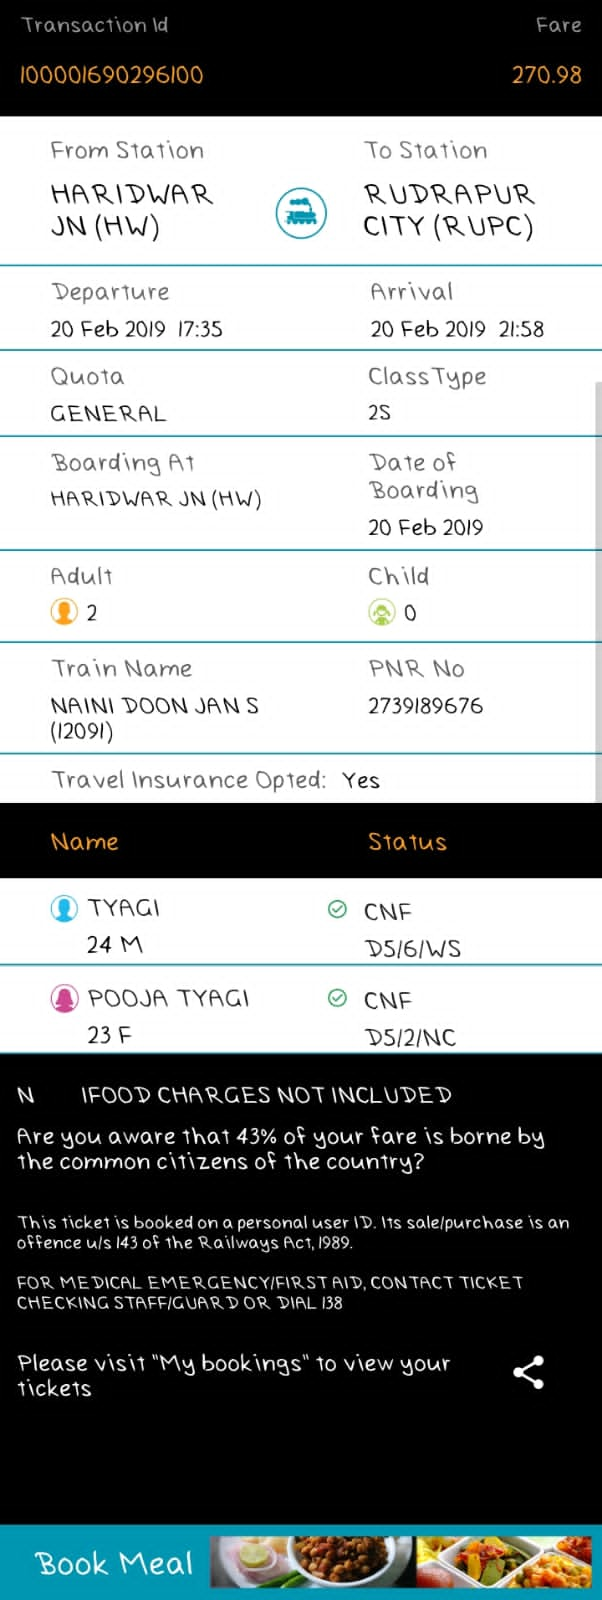 Transaction Id Fare
100001690296100 270.98
From Station To Station
HARIDWAR RUDRAPUR
JN (HW) CITY (RUPC)
Departure Arrival
20 Feb 2019 17:35 20 Feb 2019 21:58
Quota Class Type
GENERAL 2S
Boarding At Date of
Boarding
HARIDWAR JN (HW)
20 Feb 2019
Adult Child
2 0
Train Name PNR No
NAINI DOON JAN S 2739189676
(12091)
Travel Insurance Opted: Yes
Name Status
TYAGI CNF
24 M D5/6/WS
POOJA TYAGI CNF
23 F D5/2/NC
N IFOOD CHARGES NOT INCLUDED
Are you aware that 43% of your fare is borne by
the common citizens of the country?
This ticket is booked on a personal user ID. Its sale/purchase is an
offence u/s 143 of the Railways Act, 1989.
FOR MEDICAL EMERGENCY/FIRST AID, CONTACT TICKET
CHECKING STAFF/GUARD OR DIAL 138
Please visit "My bookings" to view your
tickets
Book Meal